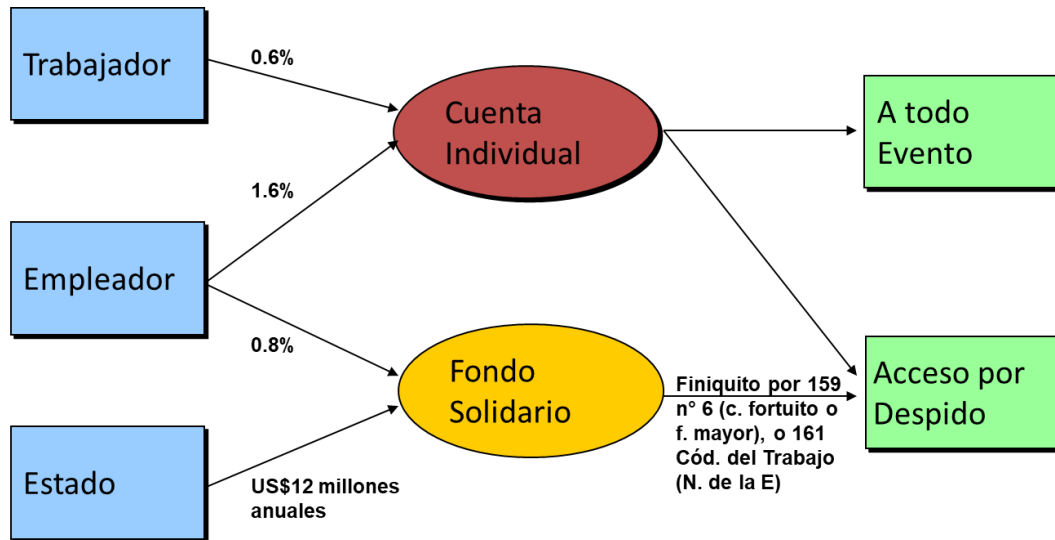 Trabajador
0.6%
Cuenta
Individual
A todo
Evento
1.6%
Empleador
0.8%
Fondo
Solidario
Finiquito por 159
n° 6 (c. fortuito o
f. mayor), o 161
Cód. del Trabajo
(N. de la E)
Acceso por
Despido
Estado
US$12 millones
anuales